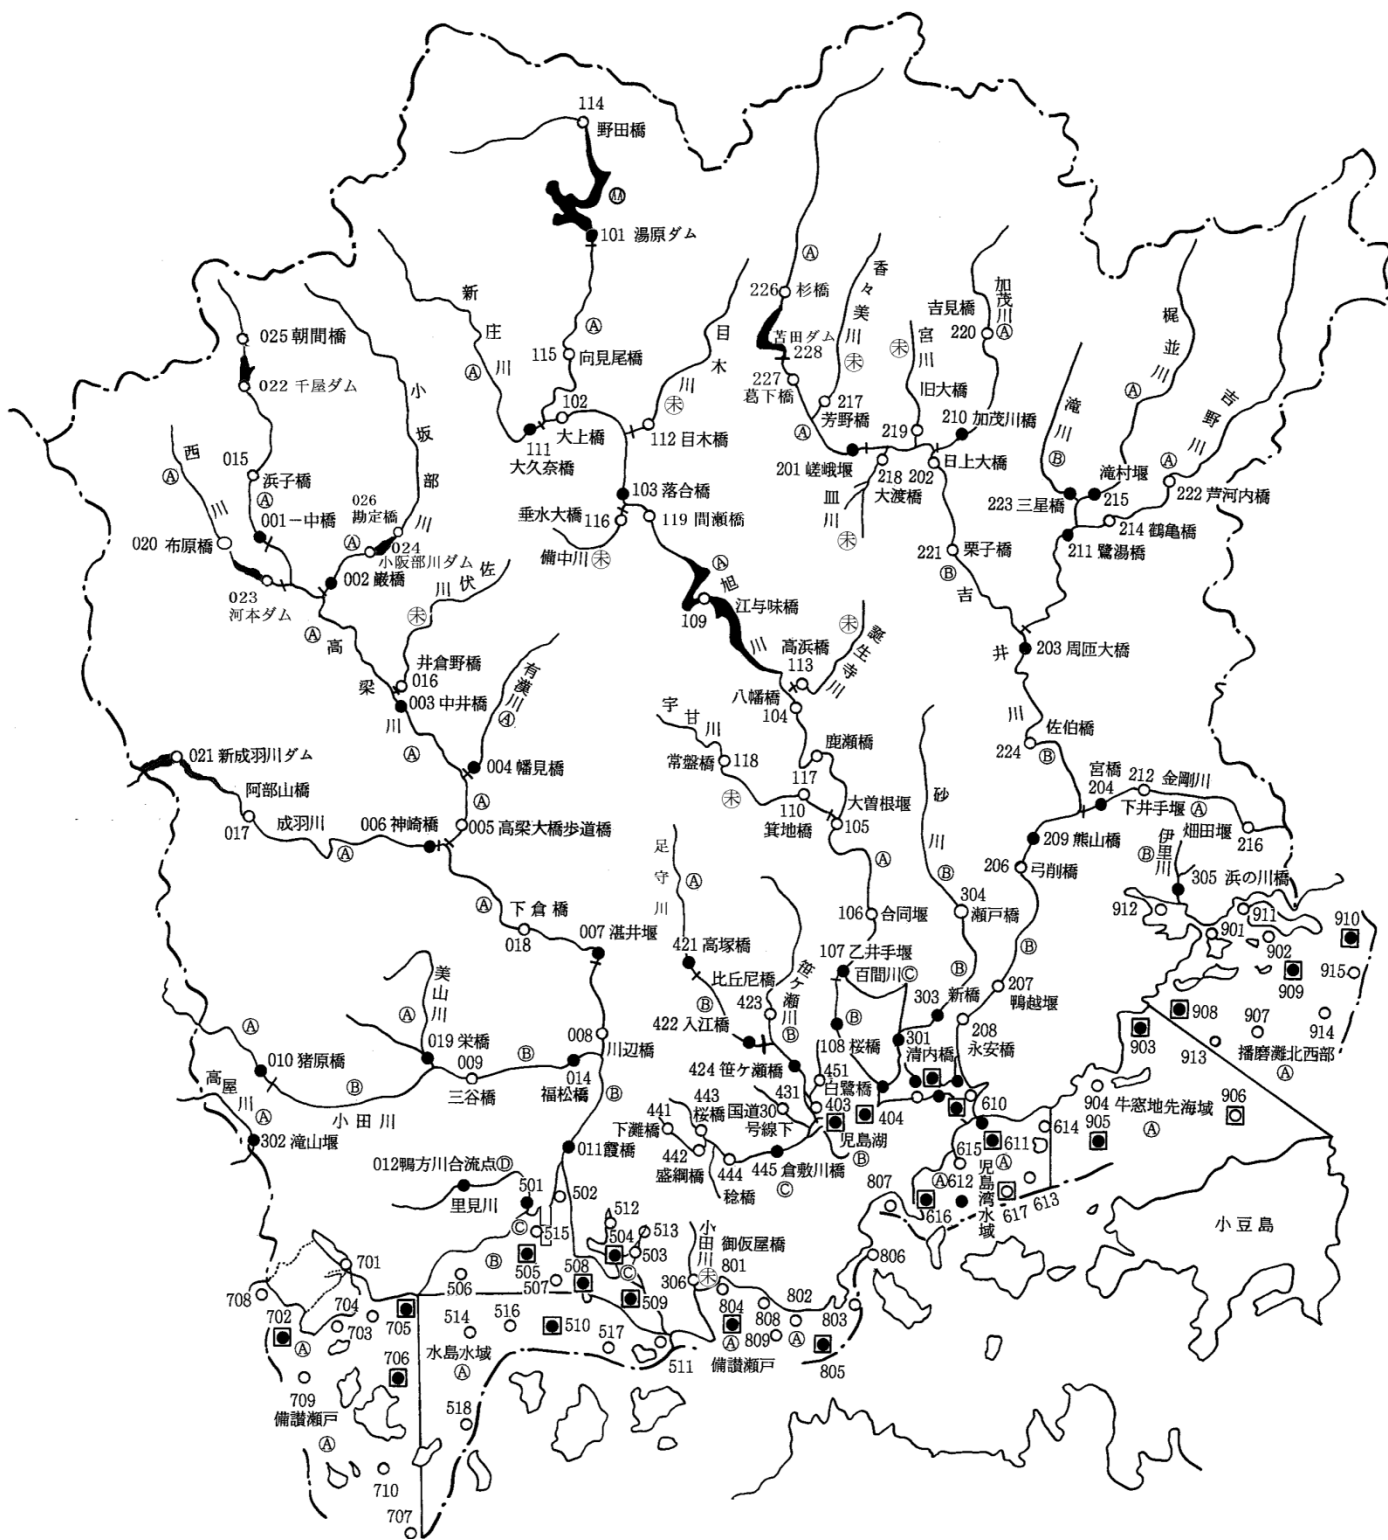 114
野田橋
AA
101 湯原ダム
新庄川
A
A
115
向見尾橋
102
大上橋
111
大久奈橋
目木川
未
112 目木橋
103 落合橋
垂水大橋
116
119 間瀬橋
備中川 未
A
旭川
109
江与味橋
高浜橋
113
未
誕生寺川
八幡橋
104
鹿瀬橋
宇甘川
常盤橋
118
未
117
110
箕地橋
大曽根堰
105
A
106
合同堰
107 乙井手堰
百間川 C
B
108 桜橋
025 朝間橋
022 千屋ダム
小坂部川
西川
A
015
浜子橋
A
001 一中橋
026
勘定橋
A
024
小阪部川ダム
020 布原橋
023
河本ダム
002 巌橋
A
佐伏川
未
高梁川
井倉野橋
016
003 中井橋
A
有漢川
A
004 幡見橋
A
005 高梁大橋歩道橋
021 新成羽川ダム
阿部山橋
017
成羽川
A
006 神崎橋
A
下倉橋
018
007 湛井堰
008
川辺橋
B
014
福松橋
美山川
A
019 栄橋
009
三谷橋
B
A
010 猪原橋
B
小田川
高屋川
A
302 滝山堰
011 霞橋
012 鴨方川合流点 D
里見川
226 杉橋
A
苫田ダム
228
227
葛下橋
香々美川
未
217
芳野橋
A
201 嵯峨堰
宮川
未
旧大橋
219
218
大渡橋
皿川
未
吉見橋
220
加茂川
A
210 加茂川橋
日上大橋
202
221
栗子橋
B
吉井川
滝川
B
223 三星橋
梶並川
A
滝村堰
215
吉野川
A
222 芦河内橋
214 鶴亀橋
211 鷺湯橋
203 周匝大橋
佐伯橋
224
B
宮橋
204
212 金剛川
下井手堰 A
216
畑田堰
209 熊山橋
206
弓削橋
B
207
鴨越堰
208
永安橋
砂川
B
304
瀬戸橋
B
303
新橋
301
清内橋
伊里川
B
305 浜の川橋
足守川
A
421 高塚橋
比丘尼橋
B
422 入江橋
笹ヶ瀬川
423
B
424 笹ケ瀬橋
451
白鷺橋
431
国道30
号線下
403
404
児島湖
B
443
桜橋
441
下灘橋
442
盛綱橋
444
稔橋
445 倉敷川橋
C
501
C
502
515
B
505
506
507
508
512
504
513
503
C
509
510
511
514
516
517
518
水島水域
A
小田川
306
未
御仮屋橋
801
802
803
804
A
805
806
807
808
809
A
備讃瀬戸
701
702
703
704
705
706
707
708
709
710
A
備讃瀬戸
A
610
611
A
612
613
614
615
616
617
A
児島湾水域
901
902
903
904
905
906
907
908
909
910
911
912
913
914
915
播磨灘北西部
A
牛窓地先海域
A
小豆島